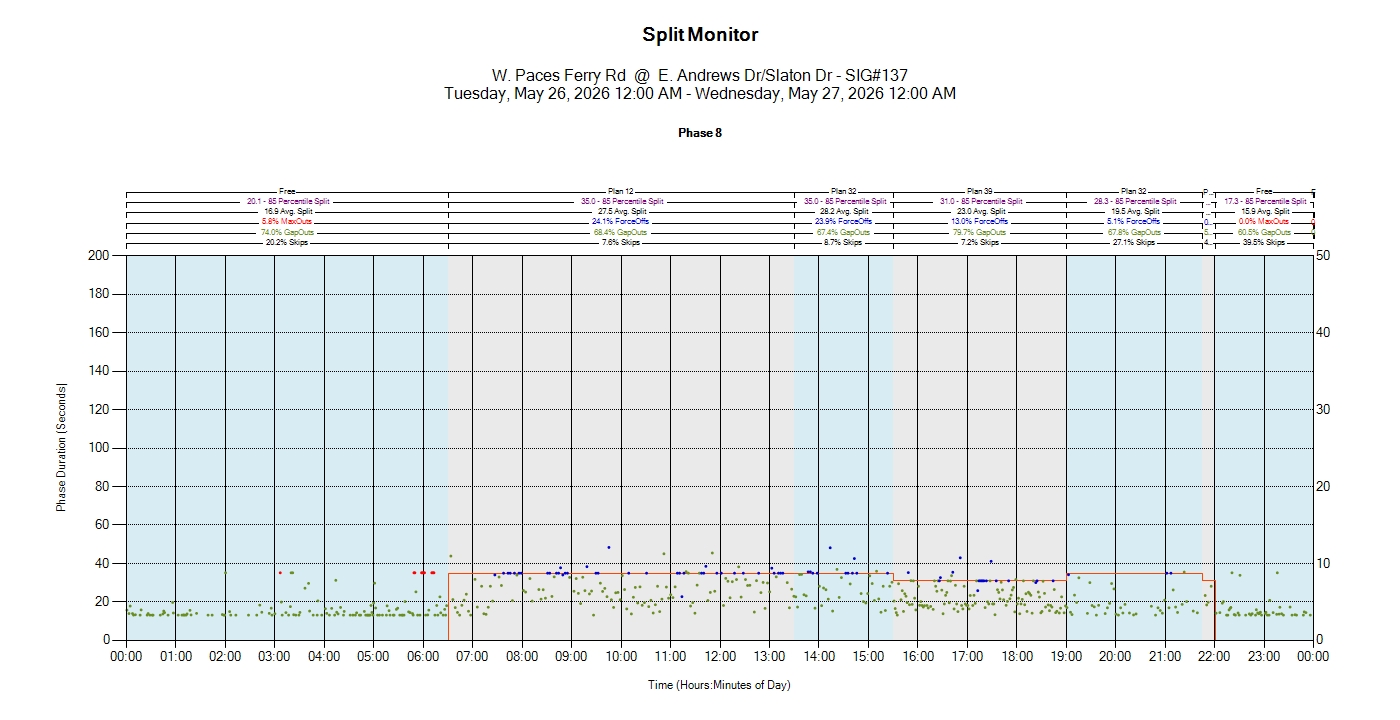 Split Monitor
W. Paces Ferry Rd @ E. Andrews Dr/Slaton Dr - SIG#137
Tuesday, May 26, 2026 12:00 AM - Wednesday, May 27, 2026 12:00 AM
Phase 8
Free Plan 12 Plan 32 Plan 39 Plan 32 P... Free F
20.1 - 85 Percentile Split 35.0 - 85 Percentile Split 35.0 - 85 Percentile Split 31.0 - 85 Percentile Split 28.3 - 85 Percentile Split ... 17.3 - 85 Percentile Split
16.9 Avg. Split 27.5 Avg. Split 28.2 Avg. Split 23.0 Avg. Split 19.5 Avg. Split ... 15.9 Avg. Split
5.8% MaxOuts 24.1% ForceOffs 23.9% ForceOffs 13.0% ForceOffs 5.1% ForceOffs 0... 0.0% MaxOuts
74.0% GapOuts 68.4% GapOuts 67.4% GapOuts 79.7% GapOuts 67.8% GapOuts 5... 60.5% GapOuts
20.2% Skips 7.6% Skips 8.7% Skips 7.2% Skips 27.1% Skips 4... 39.5% Skips
200 50
180
160 40
140
120 30
100
80 20
60
40 10
20
0 0
Phase Duration (Seconds)
00:00 01:00 02:00 03:00 04:00 05:00 06:00 07:00 08:00 09:00 10:00 11:00 12:00 13:00 14:00 15:00 16:00 17:00 18:00 19:00 20:00 21:00 22:00 23:00 00:00
Time (Hours:Minutes of Day)